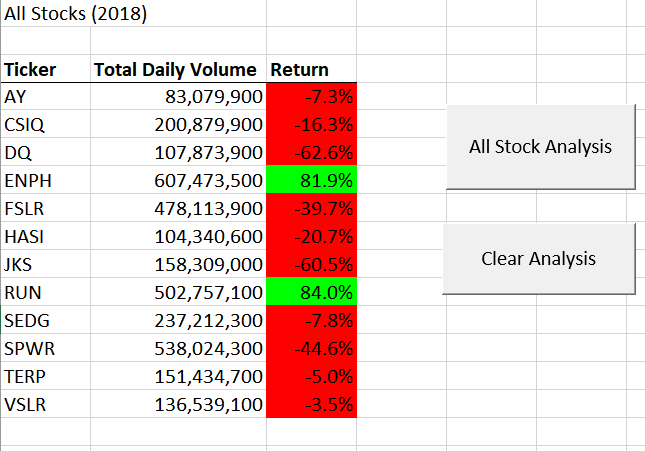 All Stocks (2018)
Ticker Total Daily Volume Return
AY 83,079,900 -7.3%
CSIQ 200,879,900 -16.3%
DQ 107,873,900 -62.6%
ENPH 607,473,500 81.9%
FSLR 478,113,900 -39.7%
HASI 104,340,600 -20.7%
JKS 158,309,000 -60.5%
RUN 502,757,100 84.0%
SEDG 237,212,300 -7.8%
SPWR 538,024,300 -44.6%
TERP 151,434,700 -5.0%
VSLR 136,539,100 -3.5%
All Stock Analysis
Clear Analysis